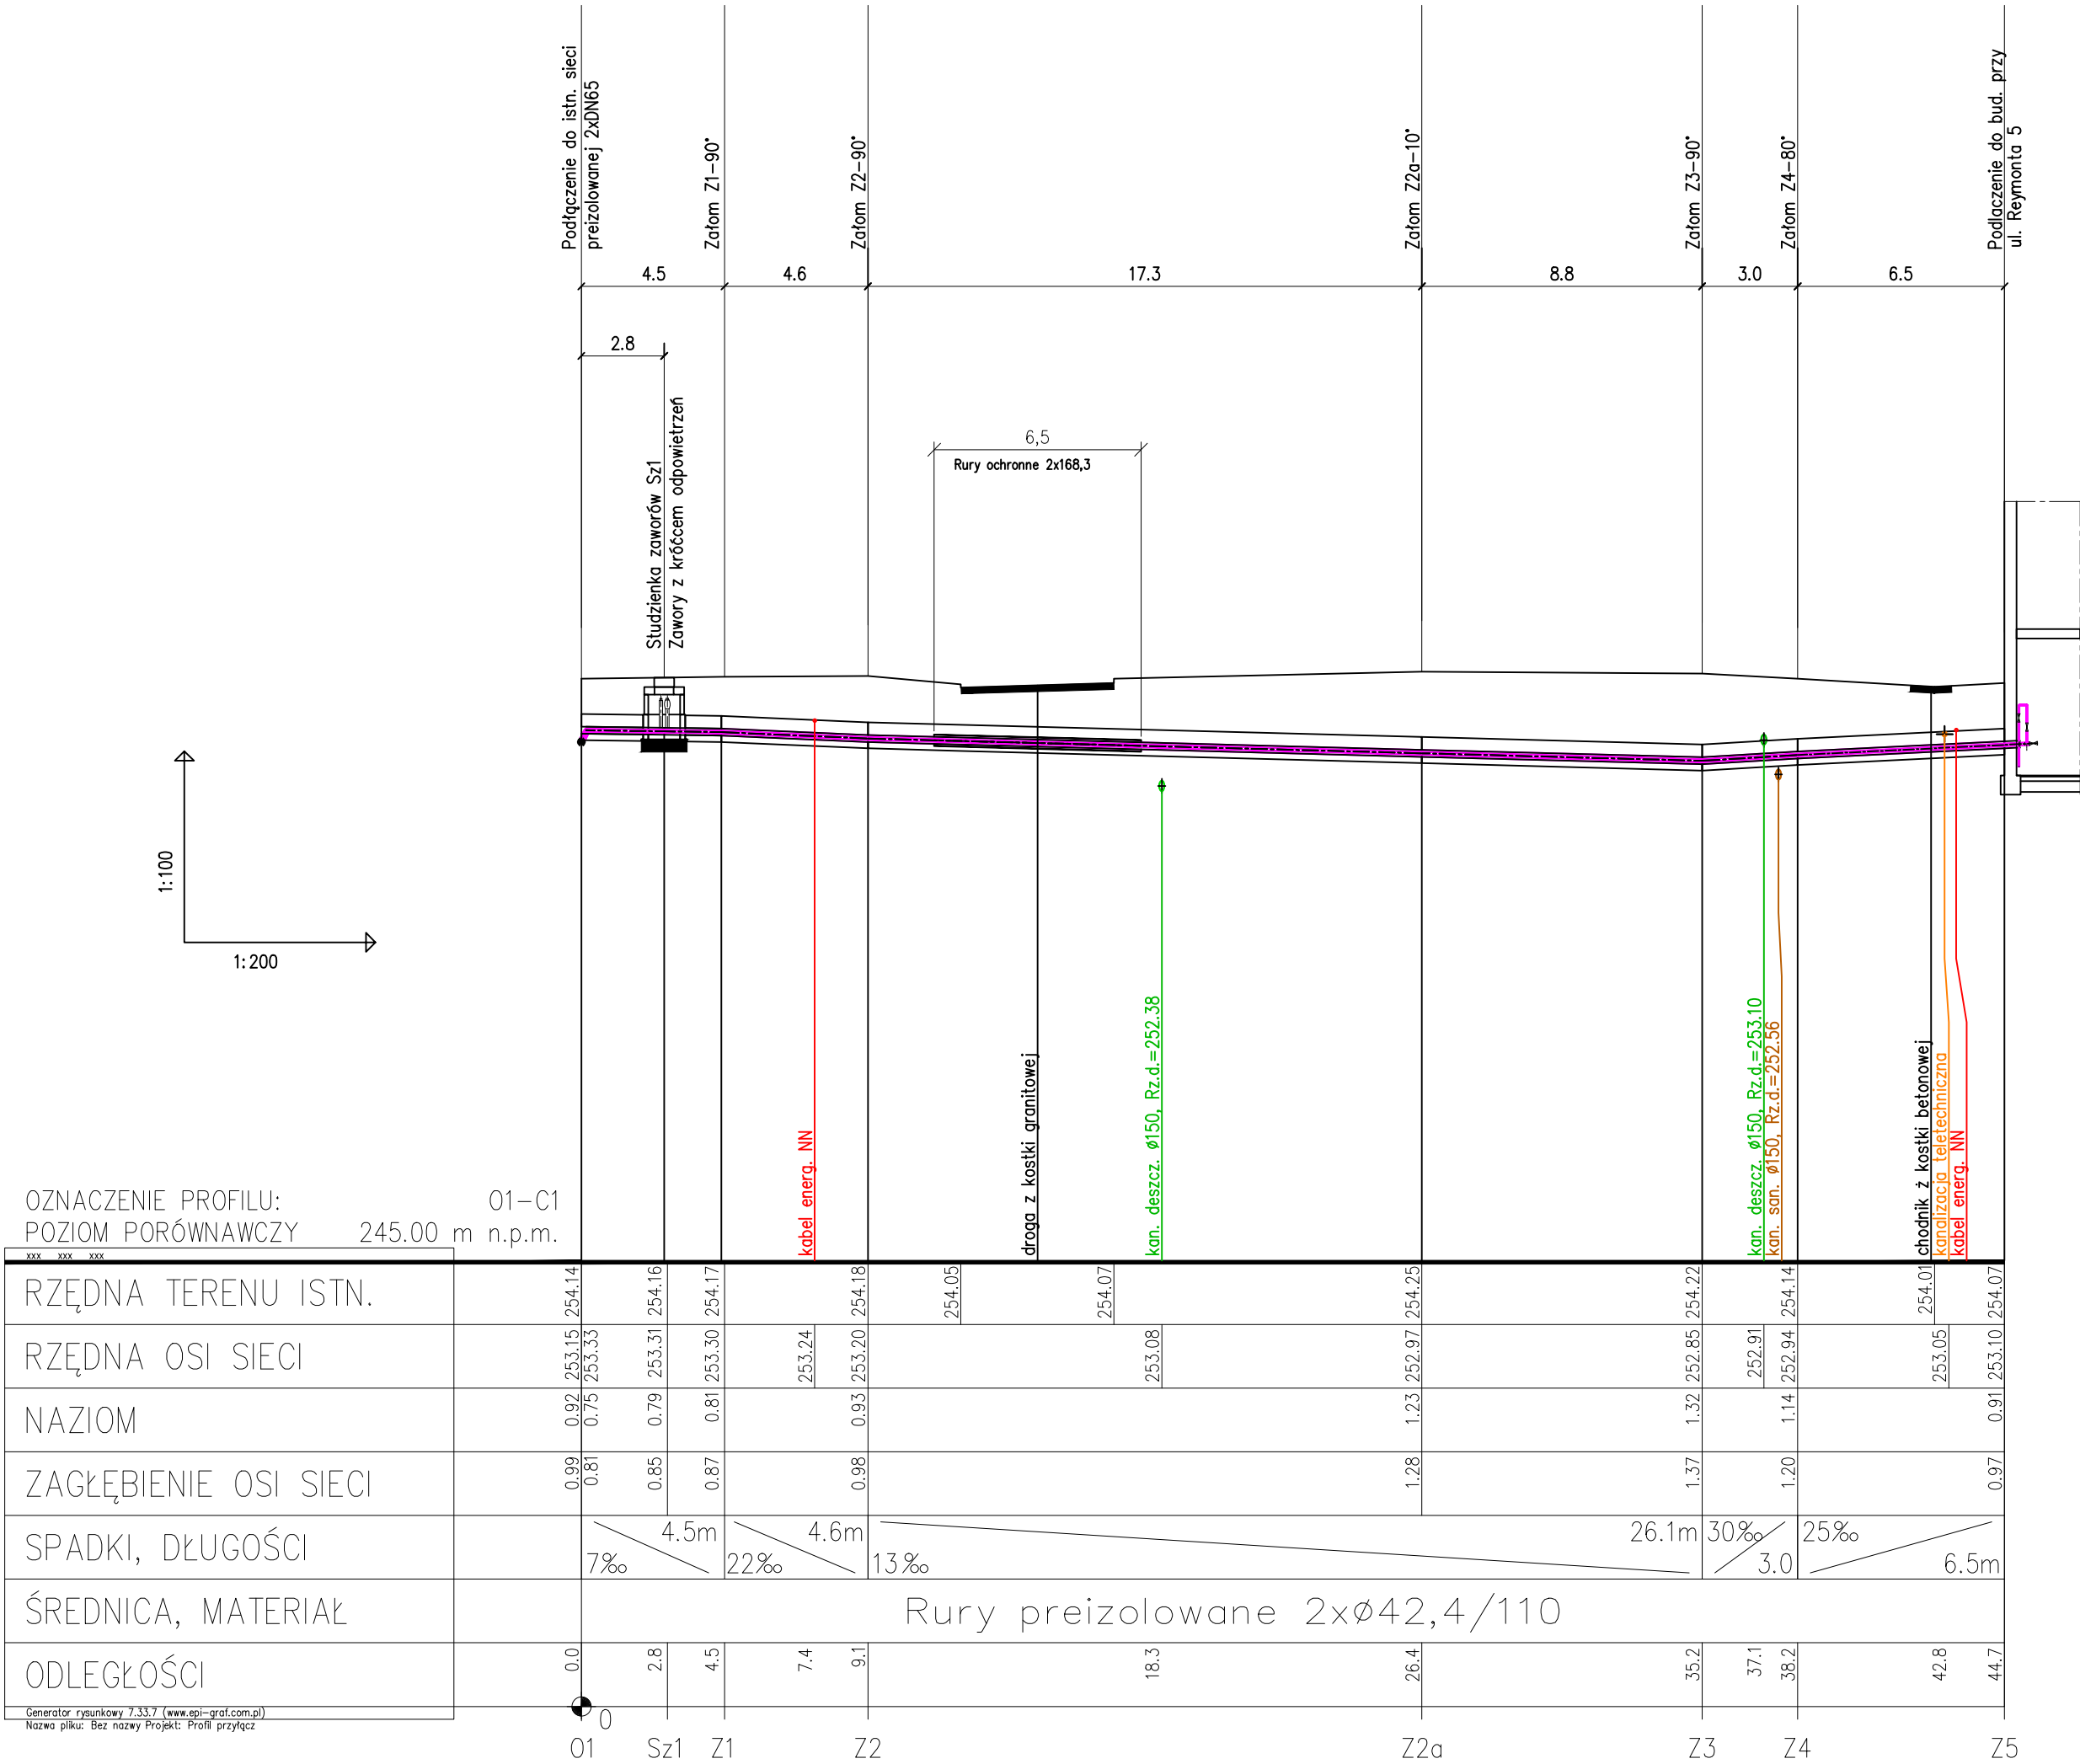 Podłączenie do istn. sieci
preizolowanej 2xDN65
Załom Z1-90°
Załom Z2-90°
Załom Z2a-10°
Załom Z3-90°
Załom Z4-80°
Podlaczenie do bud. przy
ul. Reymonta 5
4.5
4.6
17.3
8.8
3.0
6.5
2.8
Studzienka zaworów Sz1
Zawory z króćcem odpowietrzeń
6,5
Rury ochronne 2x168,3
1:100
1:200
kabel energ. NN
droga z kostki granitowej
kan. deszcz. ø150, Rz.d.=252.38
kan. deszcz. ø150, Rz.d.=253.10
kan. san. ø150, Rz.d.=252.56
chodnik z kostki betonowej
kanalizacja teletechniczna
kabel energ. NN
OZNACZENIE PROFILU: O1-C1
POZIOM PORÓWNAWCZY 245.00 m n.p.m.
xxx xxx xxx
RZĘDNA TERENU ISTN. 254.14 254.16 254.17 254.18 254.05 254.07 254.25 254.22 254.14 254.01 254.07
RZĘDNA OSI SIECI 253.15 253.33 253.31 253.30 253.24 253.20 253.08 252.97 252.85 252.91 252.94 253.05 253.10
NAZIOM 0.92 0.75 0.79 0.81 0.93 1.23 1.32 1.14 0.91
ZAGŁĘBIENIE OSI SIECI 0.99 0.81 0.85 0.87 0.98 1.28 1.37 1.20 0.97
SPADKI, DŁUGOŚCI 7‰ 4.5m 22‰ 4.6m 13‰ 26.1m 30‰ 3.0 25‰ 6.5m
ŚREDNICA, MATERIAŁ Rury preizolowane 2xø42,4/110
ODLEGŁOŚCI 0.0 2.8 4.5 7.4 9.1 18.3 26.4 35.2 37.1 38.2 42.8 44.7
Generator rysunkowy 7.33.7 (www.epi-graf.com.pl)
Nazwa pliku: Bez nazwy Projekt: Profil przyłącz
0
O1 Sz1 Z1 Z2 Z2a Z3 Z4 Z5